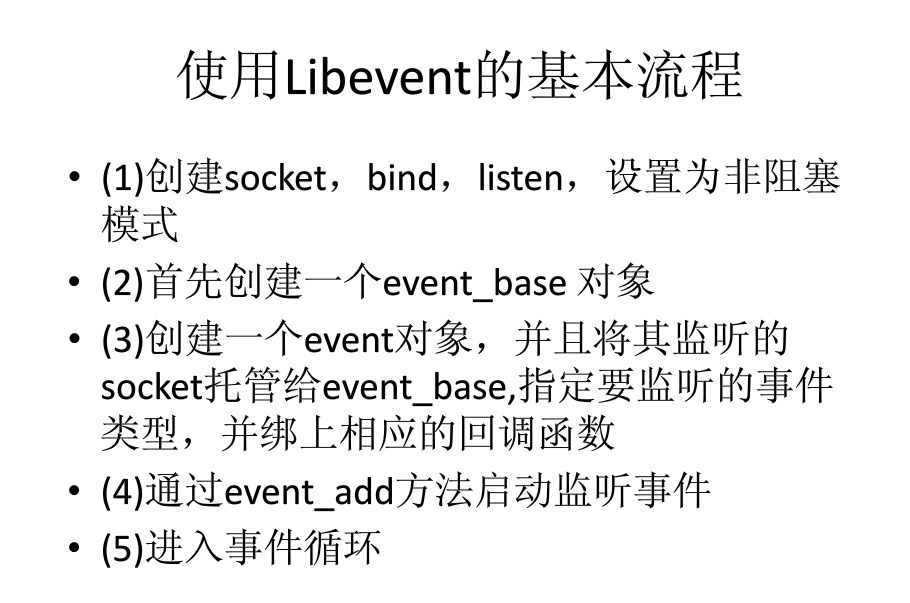 使用Libevent的基本流程
• (1)创建socket，bind，listen，设置为非阻塞
模式
• (2)首先创建一个event_base 对象
• (3)创建一个event对象，并且将其监听的
socket托管给event_base,指定要监听的事件
类型，并绑上相应的回调函数
• (4)通过event_add方法启动监听事件
• (5)进入事件循环